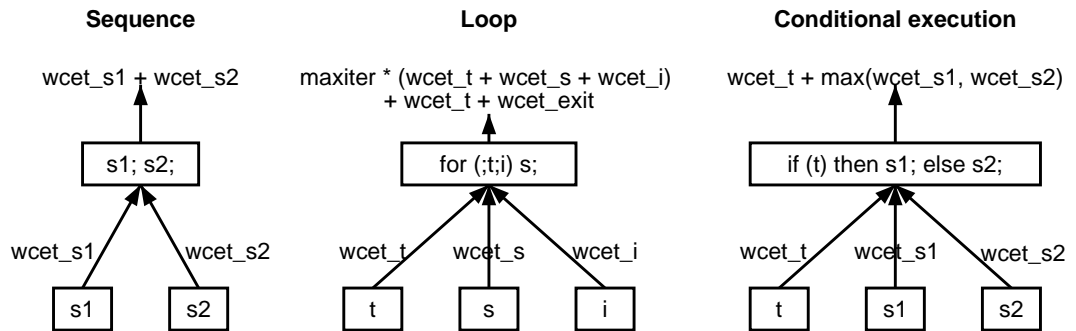 Sequence
wcet_s1 + wcet_s2
s1; s2;
wcet_s1
wcet_s2
s1
s2
Loop
maxiter * (wcet_t + wcet_s + wcet_i)
+ wcet_t + wcet_exit
for (;t;i) s;
wcet_t
wcet_s
wcet_i
t
s
i
Conditional execution
wcet_t + max(wcet_s1, wcet_s2)
if (t) then s1; else s2;
wcet_t
wcet_s1
wcet_s2
t
s1
s2